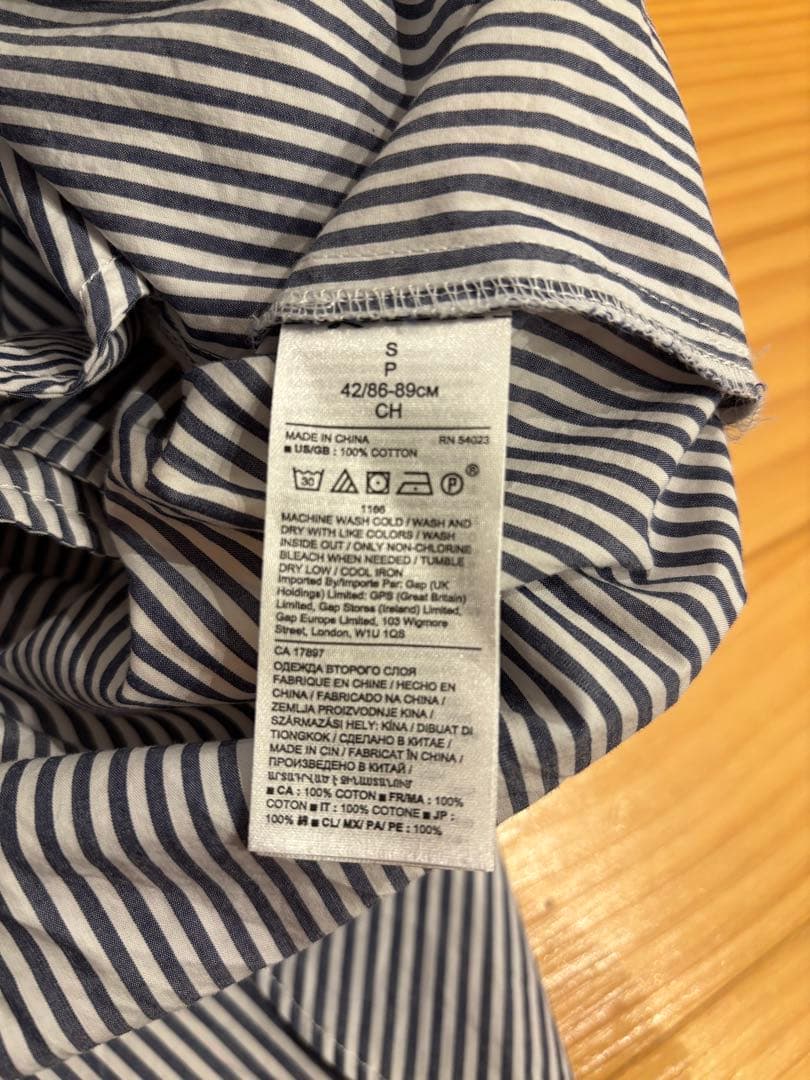 S
P
42/86-89см
CH
MADE IN CHINA RN 54023
■ US/GB : 100% COTTON
30 P ®
1166
MACHINE WASH COLD / WASH AND
DRY WITH LIKE COLORS / WASH
INSIDE OUT / ONLY NON-CHLORINE
BLEACH WHEN NEEDED / TUMBLE
DRY LOW / COOL IRON
Imported By/Importe Par: Gap (UK
Holdings) Limited: GPS (Great Britain)
Limited, Gap Stores (Ireland) Limited,
Gap Europe Limited, 103 Wigmore
Street, London, W1U 1QS
CA 17897
ОДЕЖДА ВТОРОГО СЛОЯ
FABRIQUE EN CHINE / HECHO EN
CHINA / FABRICADO NA CHINA /
ZEMLJA PROIZVODNJE KINA /
SZÁRMAZÁSI HELY: KÍNA / DIBUAT DI
TIONGKOK / СДЕЛАНО В КИТАЕ /
MADE IN CIN / FABRICAT ÎN CHINA /
ПРОИЗВЕДЕНО В КИТАЙ /
■ CA : 100% COTON ■ FR/MA : 100%
COTON ■ IT : 100% COTONE ■ JP :
100% 綿 ■ CL/ MX/ PA/ PE : 100%